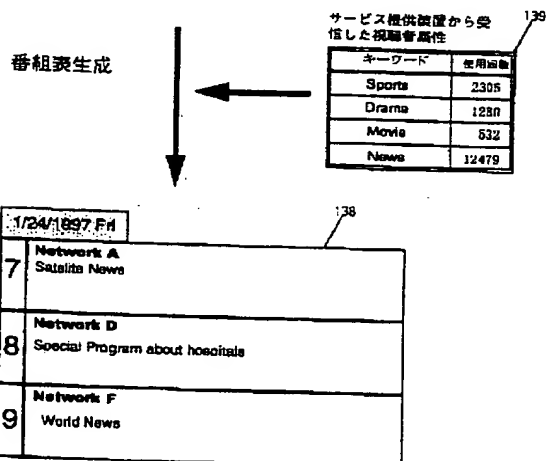 サービス提供装置から受
信した視聴者属性
139
キーワード 使用回数
Sports 2305
Drama 1280
Movie 532
News 12479
番組表生成
1/24/1997 Fri
138
7 Network A
Satelite News
8 Network D
Special Program about hospitals
9 Network F
World News